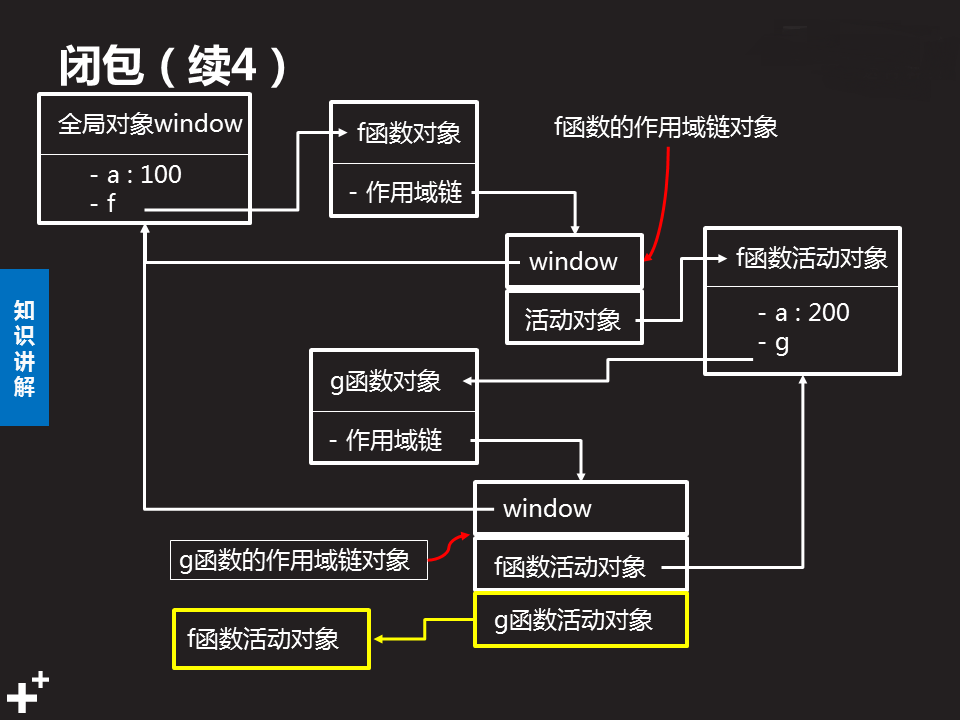 闭包（续4）
全局对象window
- a : 100
- f
f函数对象
- 作用域链
f函数的作用域链对象
window
活动对象
f函数活动对象
- a : 200
- g
知
识
讲
解
g函数对象
- 作用域链
window
f函数活动对象
g函数活动对象
g函数的作用域链对象
f函数活动对象